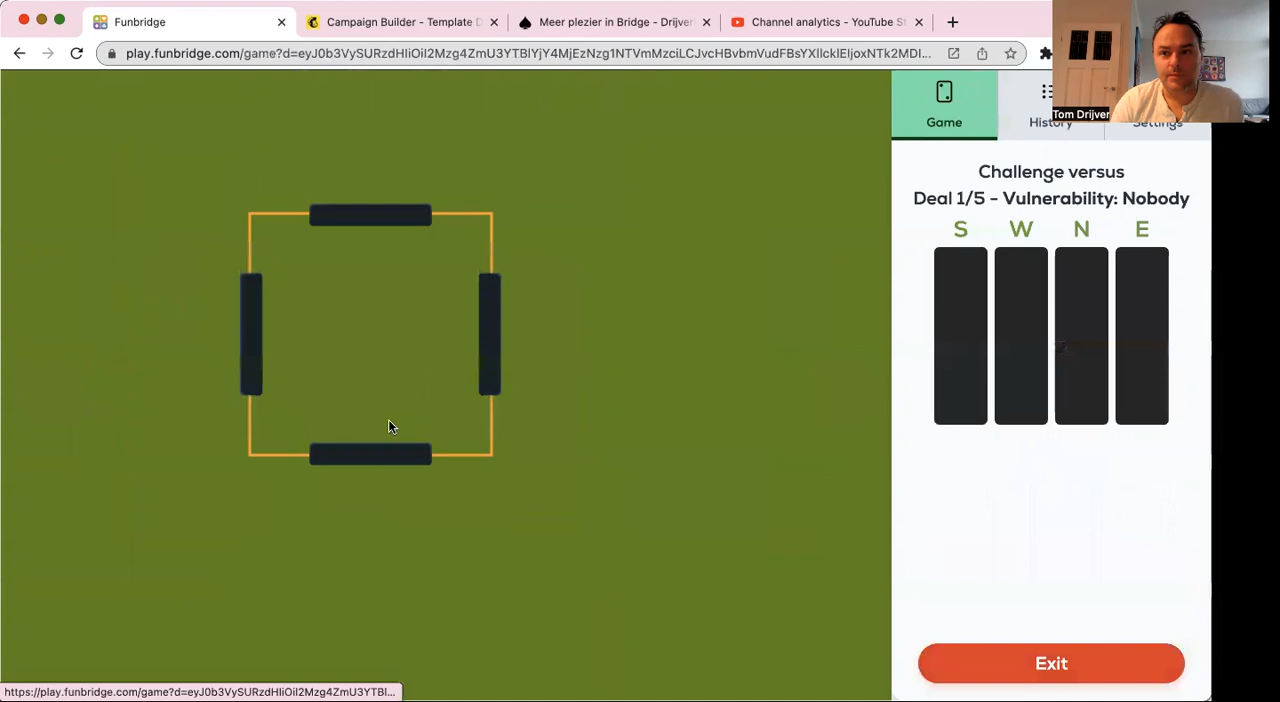 Funbridge
Campaign Builder - Template D
Meer plezier in Bridge - Drijver
Channel analytics - YouTube St
play.funbridge.com/game?d=eyJ0b3VySURzdHIiOiI2Mzg4ZmU3YTBlYjY4MjEzNzg1NTVmMzciLCJvcHBvbmVudFBsYXllcklEIjoxNTk2MDI...
Tom Drijver
Game
History
Settings
Challenge versus
Deal 1/5 - Vulnerability: Nobody
S W N E
Exit
https://play.funbridge.com/game?d=eyJ0b3VySURzdHIiOiI2Mzg4ZmU3YTBl...